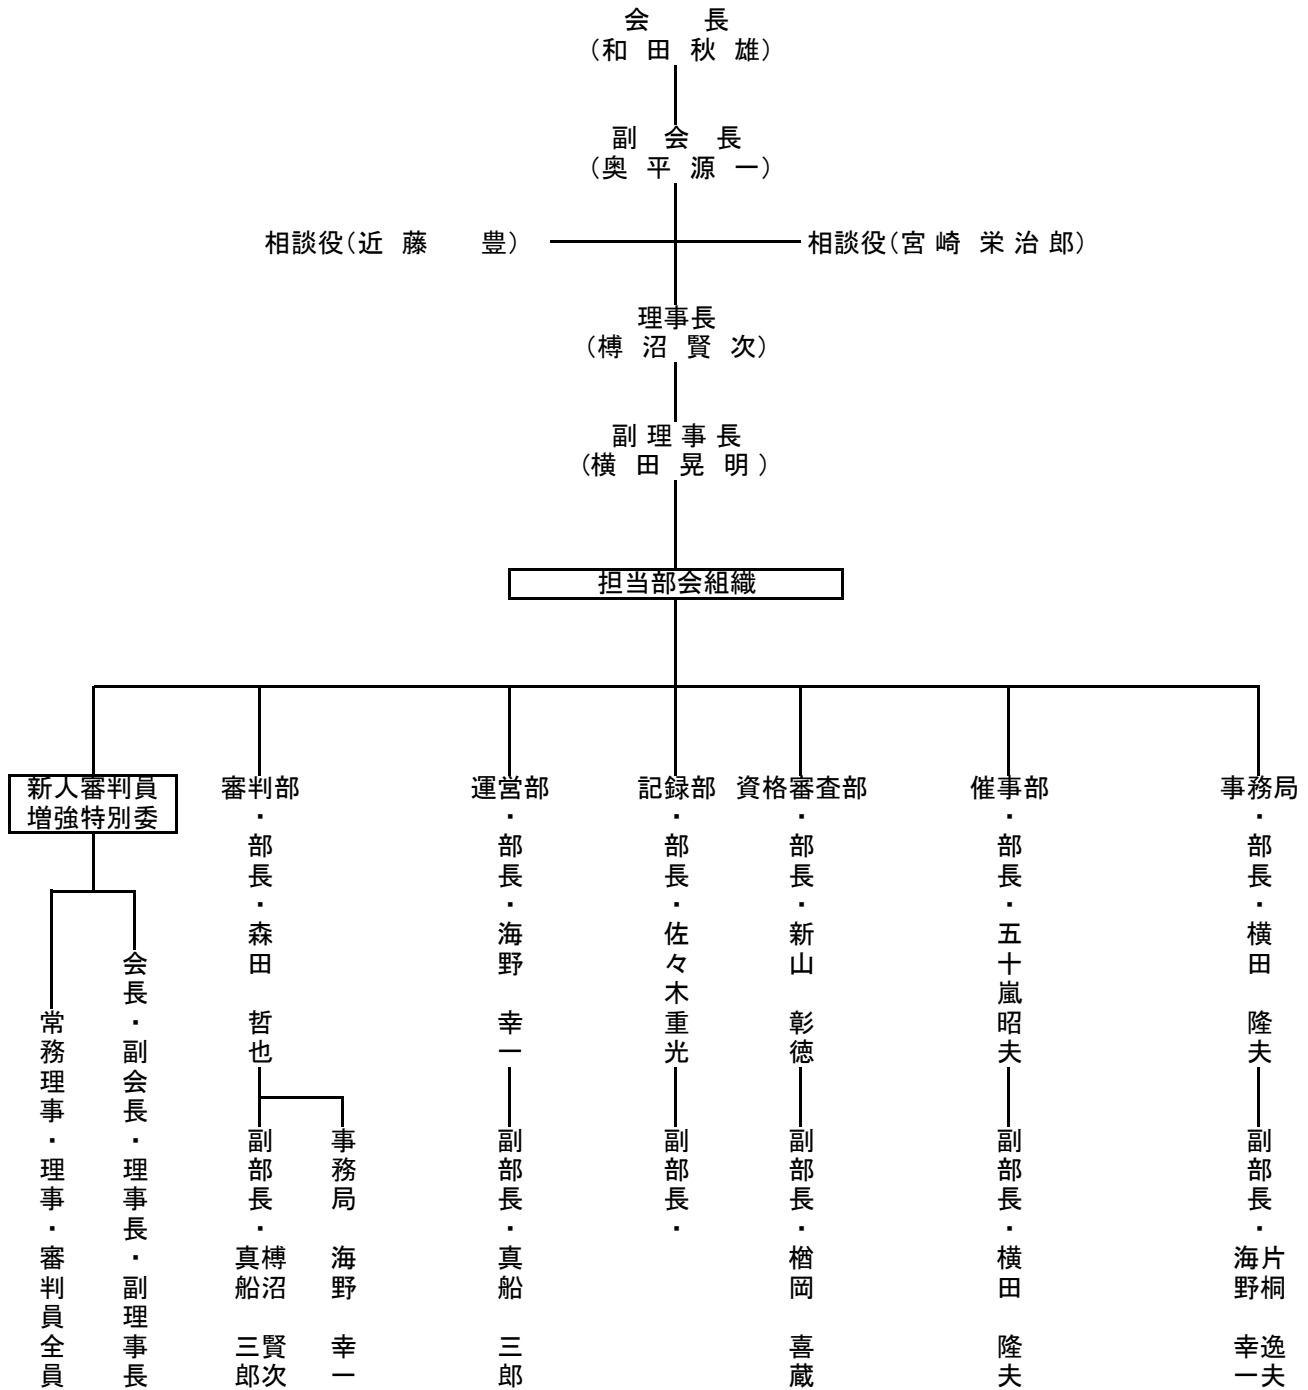 会 長
（和 田 秋 雄）
副 会 長
（奥 平 源 一）
相談役（近 藤 豊）
相談役（宮 崎 栄 治 郎）
理事長
（榑 沼 賢 次）
副 理 事 長
（横 田 晃 明 ）
担当部会組織
新人審判員
増強特別委
会長・副会長・理事長・副理事長
常務理事・理事・審判員全員
審判部
・部長・森田 哲也
副部長・榑沼 賢次
真船 三郎
事務局 海野 幸一
運営部
・部長・海野 幸一
副部長・真船 三郎
記録部
・部長・佐々木重光
副部長・
資格審査部
・部長・新山 彰徳
副部長・楢岡 喜蔵
催事部
・部長・五十嵐昭夫
副部長・横田 隆夫
事務局
・部長・横田 隆夫
副部長・片桐 逸夫
海野 幸一